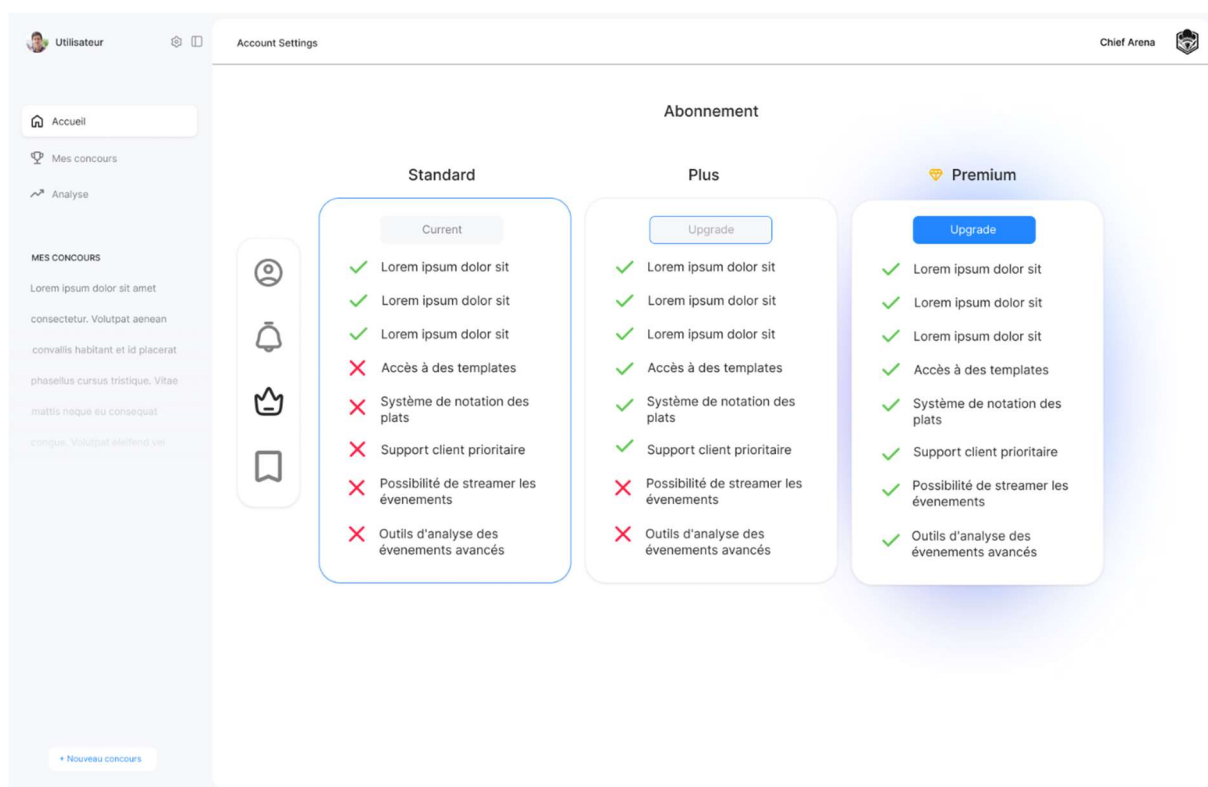 Utilisateur
Account Settings
Chief Arena
Accueil
Mes concours
Analyse
MES CONCOURS
Lorem ipsum dolor sit amet
consectetur. Volutpat aenean
convallis habitant et id placerat
phasellus cursus tristique. Vitae
mattis neque eu consequat
congue. Volutpat eleifend vel
+ Nouveau concours
Abonnement
Standard
Current
Lorem ipsum dolor sit
Lorem ipsum dolor sit
Lorem ipsum dolor sit
Accès à des templates
Système de notation des
plats
Support client prioritaire
Possibilité de streamer les
évenements
Outils d'analyse des
évenements avancés
Plus
Upgrade
Lorem ipsum dolor sit
Lorem ipsum dolor sit
Lorem ipsum dolor sit
Accès à des templates
Système de notation des
plats
Support client prioritaire
Possibilité de streamer les
évenements
Outils d'analyse des
évenements avancés
Premium
Upgrade
Lorem ipsum dolor sit
Lorem ipsum dolor sit
Lorem ipsum dolor sit
Accès à des templates
Système de notation des
plats
Support client prioritaire
Possibilité de streamer les
évenements
Outils d'analyse des
évenements avancés